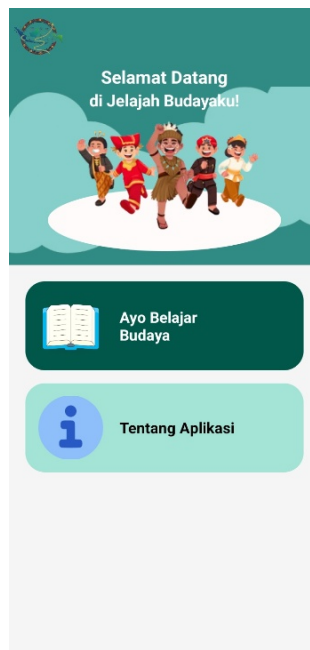 Selamat Datang
di Jelajah Budayaku!
Ayo Belajar
Budaya
Tentang Aplikasi